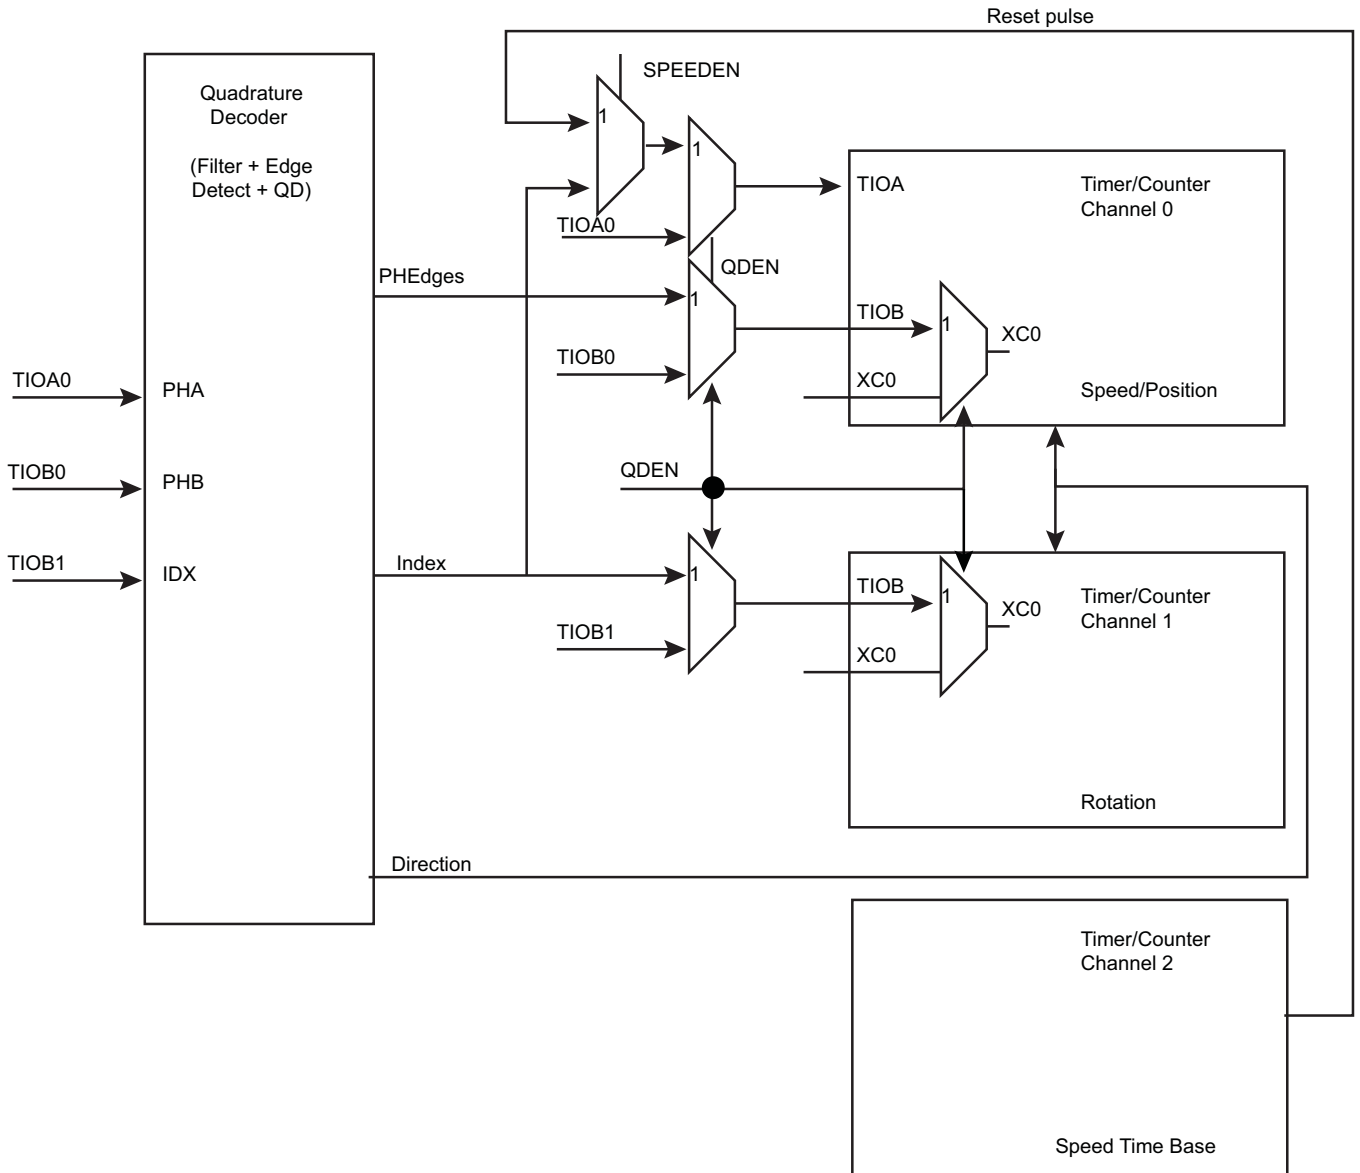 Reset pulse
SPEEDEN
Quadrature
Decoder
(Filter + Edge
Detect + QD)
1
1
TIOA
Timer/Counter
Channel 0
TIOA0
PHEdges
QDEN
1
TIOB
1
XC0
TIOB0
TIOA0
PHA
XC0
Speed/Position
TIOB0
PHB
QDEN
TIOB1
IDX
Index
1
TIOB
1
XC0
Timer/Counter
Channel 1
TIOB1
XC0
Rotation
Direction
Timer/Counter
Channel 2
Speed Time Base